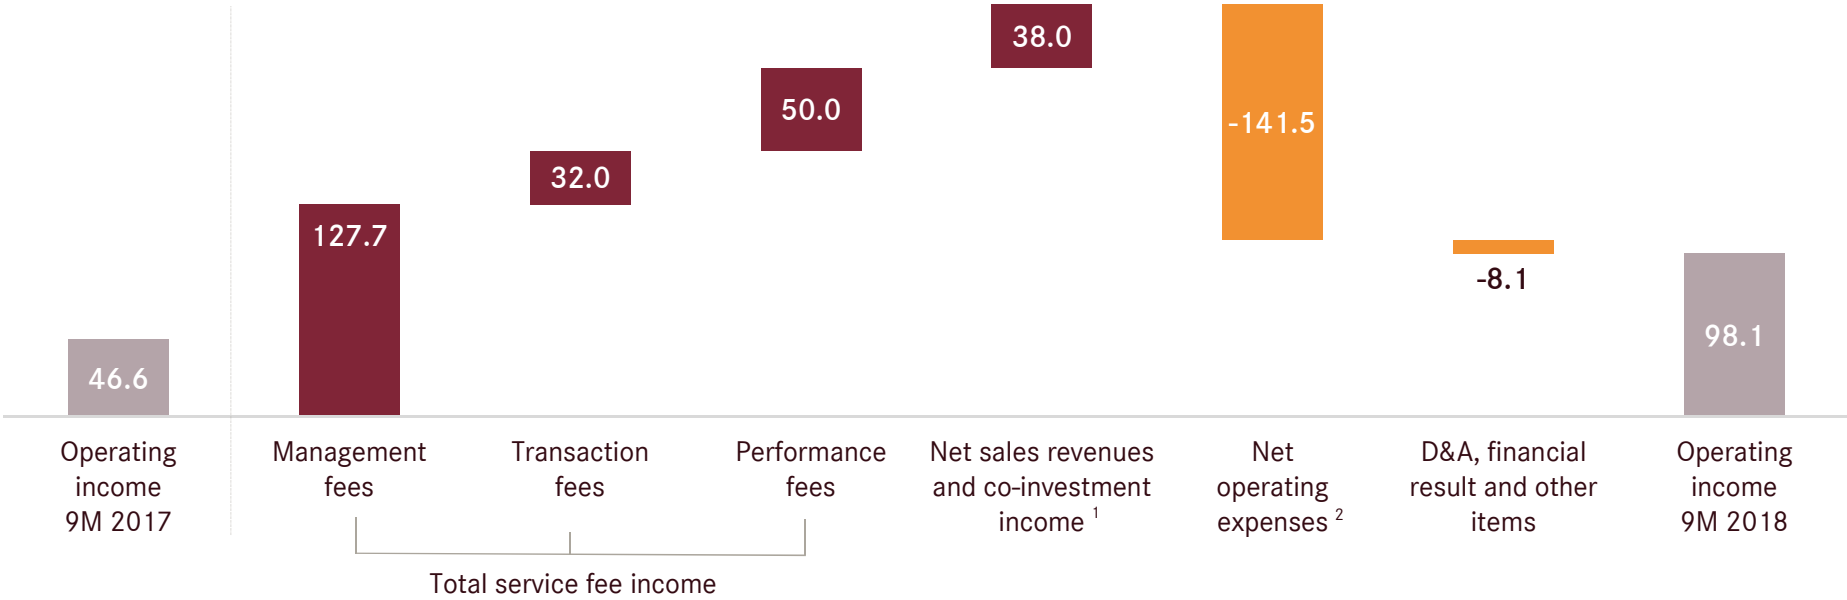 46.6
127.7
32.0
50.0
38.0
-141.5
-8.1
98.1
Operating
income
9M 2017
Management
fees
Transaction
fees
Performance
fees
Net sales revenues
and co-investment
income 1
Net
operating
expenses 2
D&A, financial
result and other
items
Operating
income
9M 2018
Total service fee income